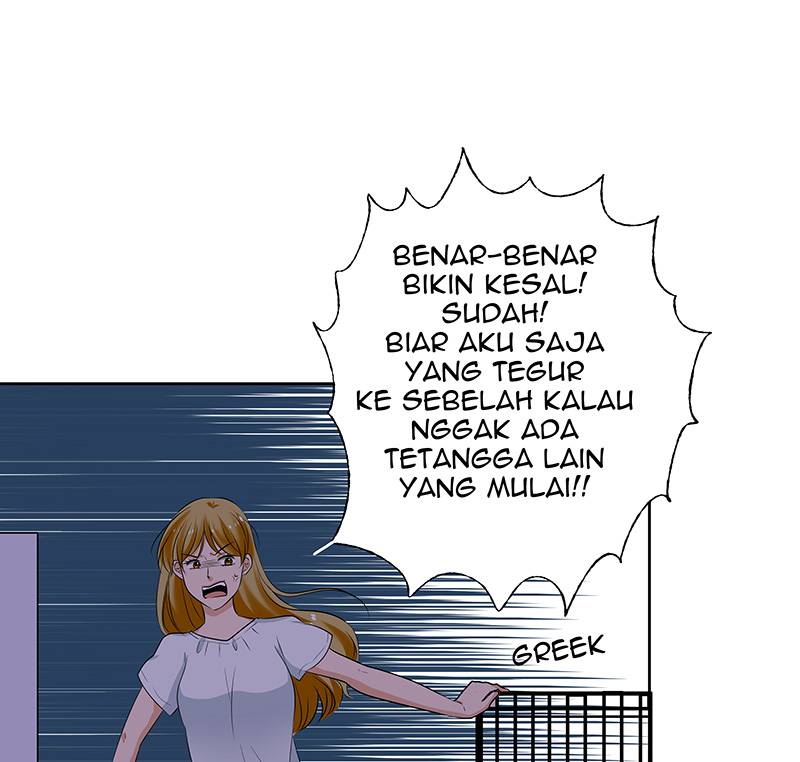 BENAR-BENAR
BIKIN KESAL!
SUDAH!
BIAR AKU SAJA
YANG TEGUR
KE SEBELAH KALAU
NGGAK ADA
TETANGGA LAIN
YANG MULAI!!
GREEK